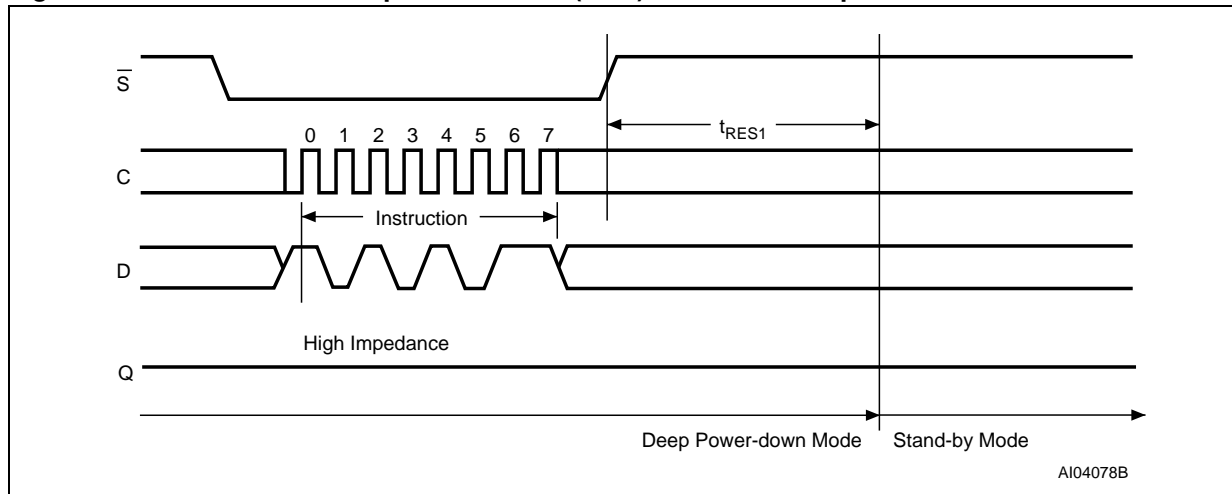 S
0 1 2 3 4 5 6 7
tRES1
C
Instruction
D
High Impedance
Q
Deep Power-down Mode
Stand-by Mode
AI04078B